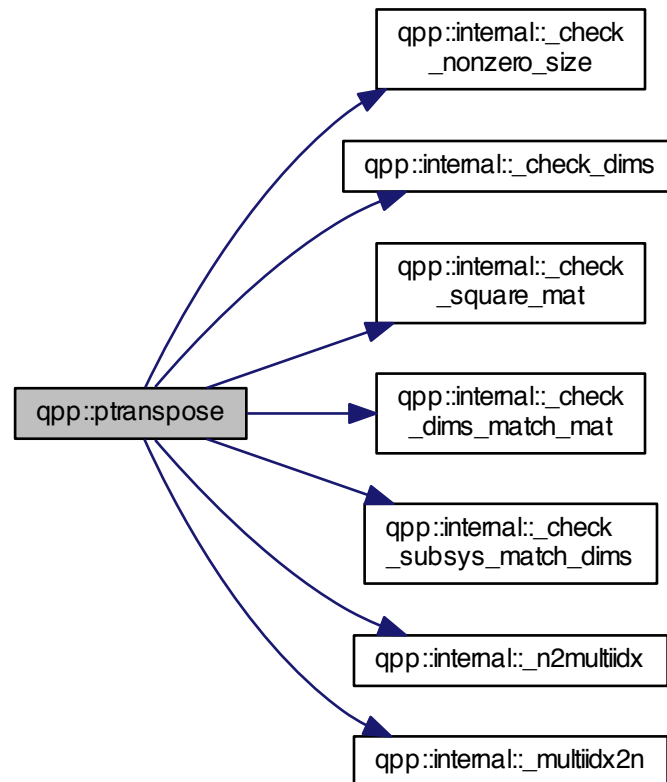 qpp::internal::_check
_nonzero_size
qpp::internal::_check_dims
qpp::internal::_check
_square_mat
qpp::ptranspose
qpp::internal::_check
_dims_match_mat
qpp::internal::_check
_subsys_match_dims
qpp::internal::_n2multiidx
qpp::internal::_multiidx2n